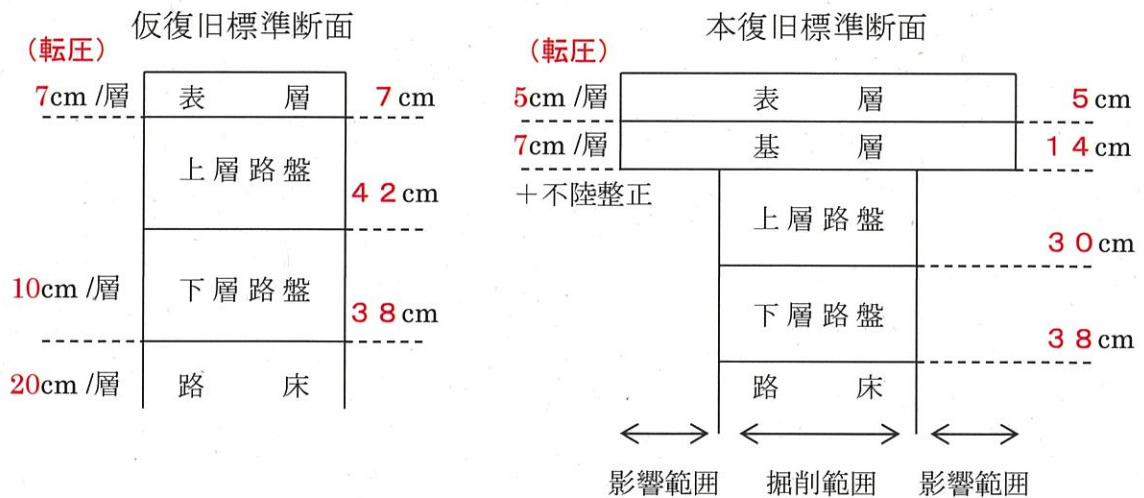 仮復旧標準断面
(転圧)
7cm /層
表 層
7cm
上層路盤
42cm
10cm /層
下層路盤
38cm
20cm /層
路 床
本復旧標準断面
(転圧)
5cm /層
表 層
5cm
7cm /層
基 層
14cm
+不陸整正
上層路盤
30cm
下層路盤
38cm
路 床
影響範囲 掘削範囲 影響範囲